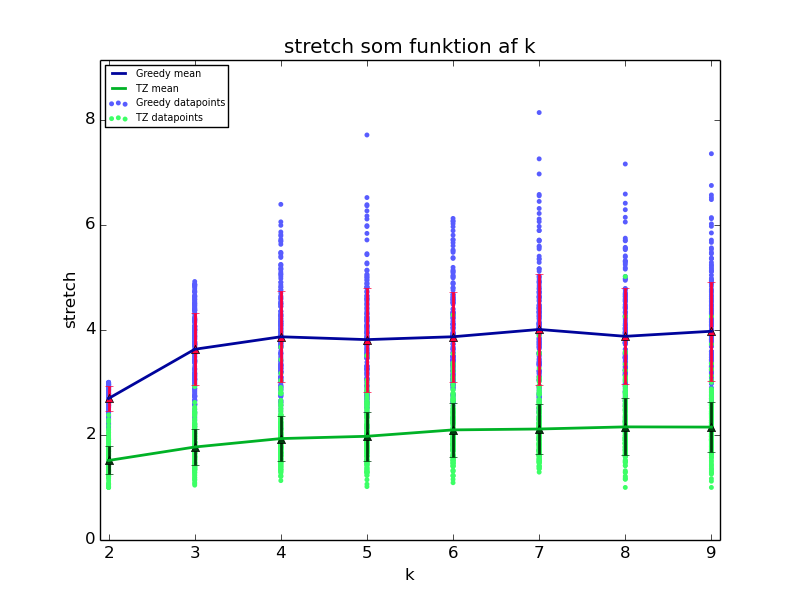 stretch som funktion af k
Greedy mean
TZ mean
Greedy datapoints
TZ datapoints
8
6
4
2
0
stretch
2 3 4 5 6 7 8 9
k